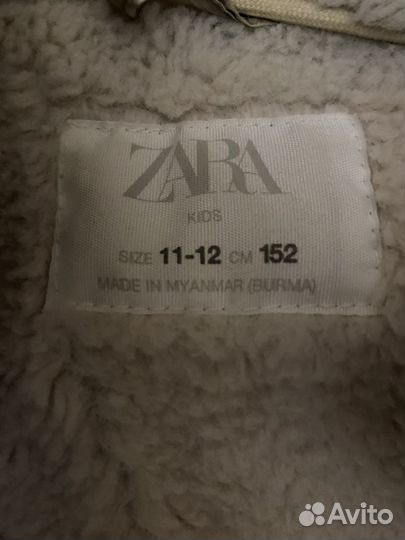 ZARA
KIDS
SIZE 11-12 CM 152
MADE IN MYANMAR (BURMA)
Avito